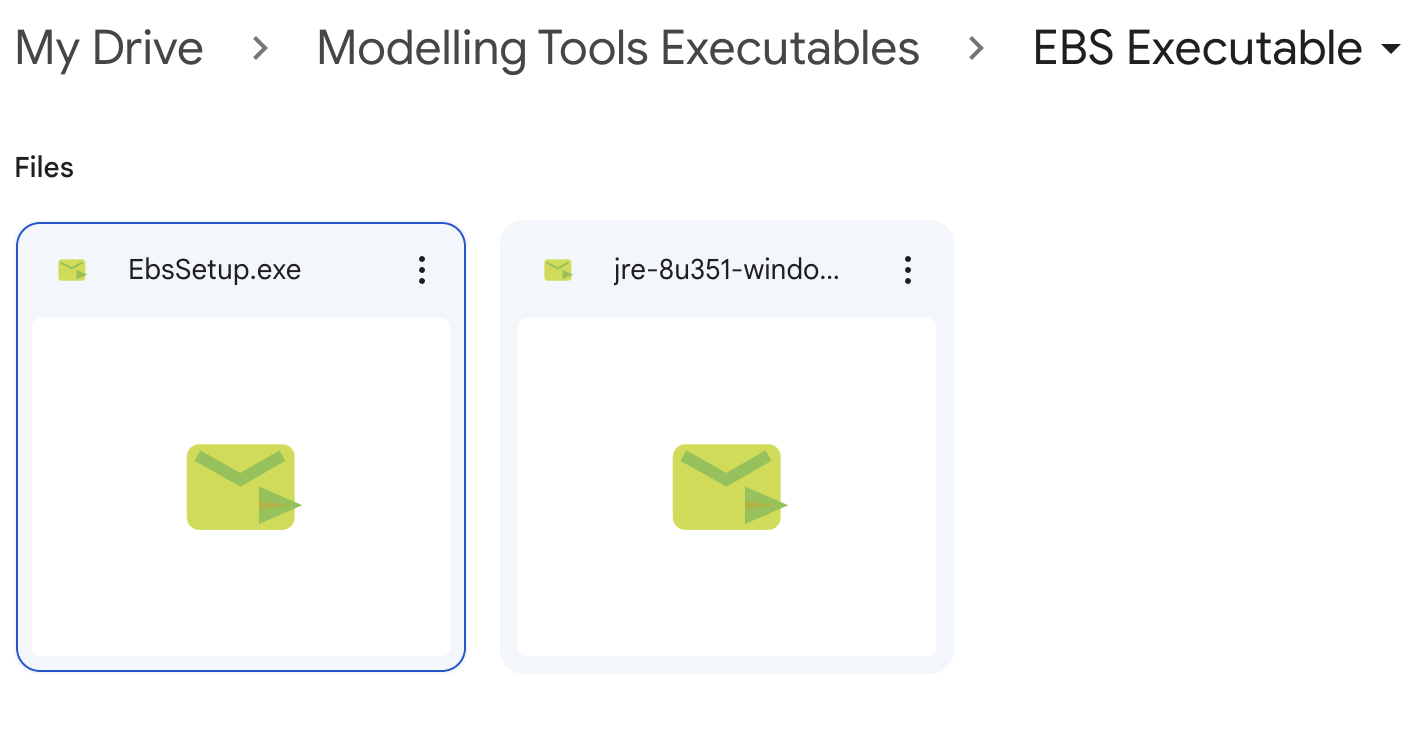 My Drive > Modelling Tools Executables > EBS Executable
Files
EbsSetup.exe
jre-8u351-windo...